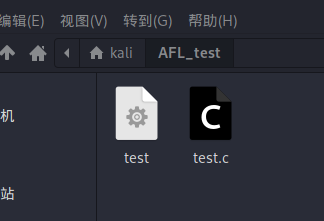 编辑(E) 视图(V) 转到(G) 帮助(H)
kali AFL_test
机
C
test test.c
站